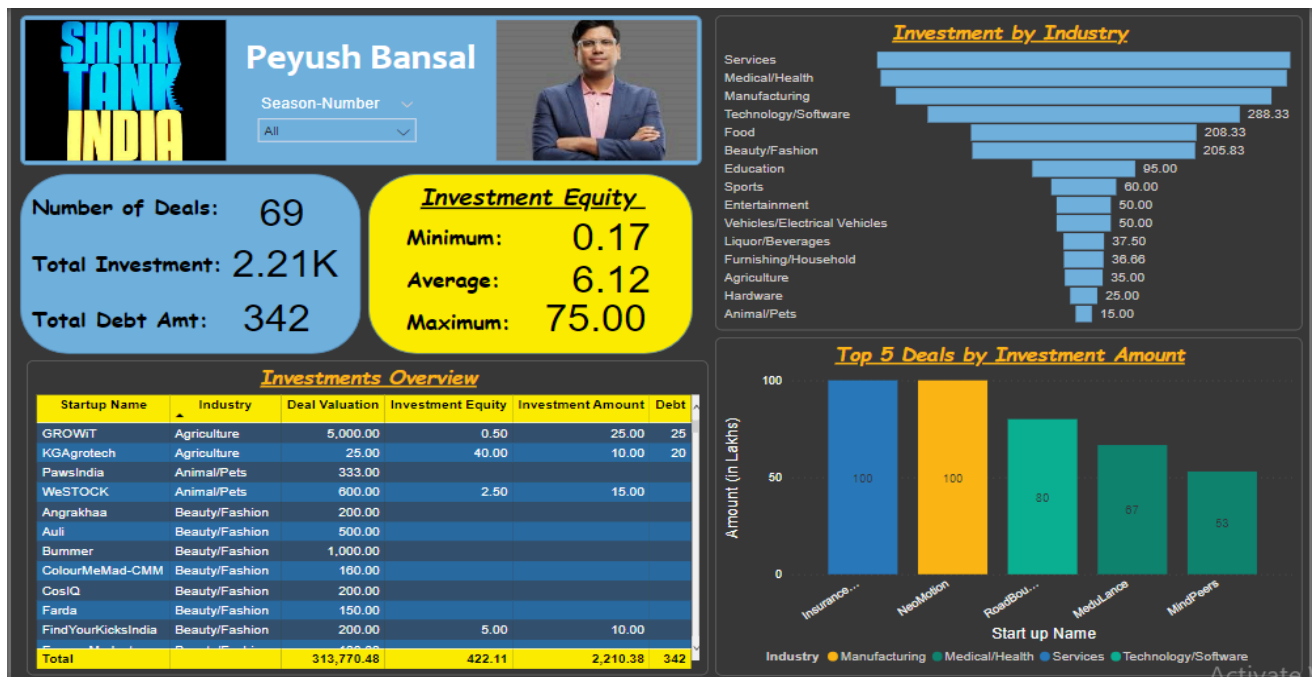 SHARK
TANK
INDIA
Peyush Bansal
Season-Number
All
Number of Deals: 69
Total Investment: 2.21K
Total Debt Amt: 342
Investment Equity
Minimum: 0.17
Average: 6.12
Maximum: 75.00
Investments Overview
Startup Name Industry Deal Valuation Investment Equity Investment Amount Debt
GROWiT Agriculture 5,000.00 0.50 25.00 25
KGAgrotech Agriculture 25.00 40.00 10.00 20
PawsIndia Animal/Pets 333.00
WeSTOCK Animal/Pets 600.00 2.50 15.00
Angrakhaa Beauty/Fashion 200.00
Auli Beauty/Fashion 500.00
Bummer Beauty/Fashion 1,000.00
ColourMeMad-CMM Beauty/Fashion 160.00
CosIQ Beauty/Fashion 200.00
Farda Beauty/Fashion 150.00
FindYourKicksIndia Beauty/Fashion 200.00 5.00 10.00
Total 313,770.48 422.11 2,210.38 342
Investment by Industry
Services
Medical/Health
Manufacturing
Technology/Software 288.33
Food 208.33
Beauty/Fashion 205.83
Education 95.00
Sports 60.00
Entertainment 50.00
Vehicles/Electrical Vehicles 50.00
Liquor/Beverages 37.50
Furnishing/Household 36.66
Agriculture 35.00
Hardware 25.00
Animal/Pets 15.00
Top 5 Deals by Investment Amount
Amount (in Lakhs)
100
50
0
100 100 80 67 53
Insurance... NeoMotion RoadBou... MeduLance MindPeers
Start up Name
Industry Manufacturing Medical/Health Services Technology/Software